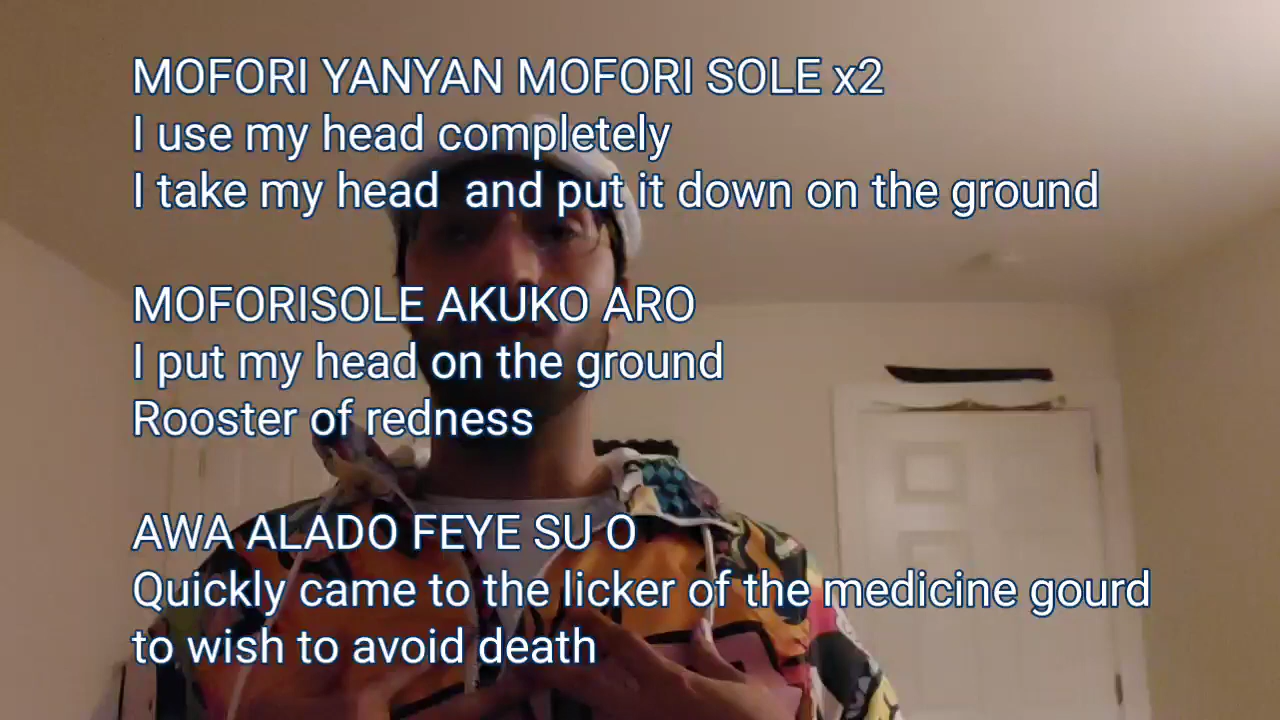 MOFORI YANYAN MOFORI SOLE x2
I use my head completely
I take my head  and put it down on the ground
MOFORISOLE AKUKO ARO
I put my head on the ground
Rooster of redness
AWA ALADO FEYE SU O
Quickly came to the licker of the medicine gourd
to wish to avoid death